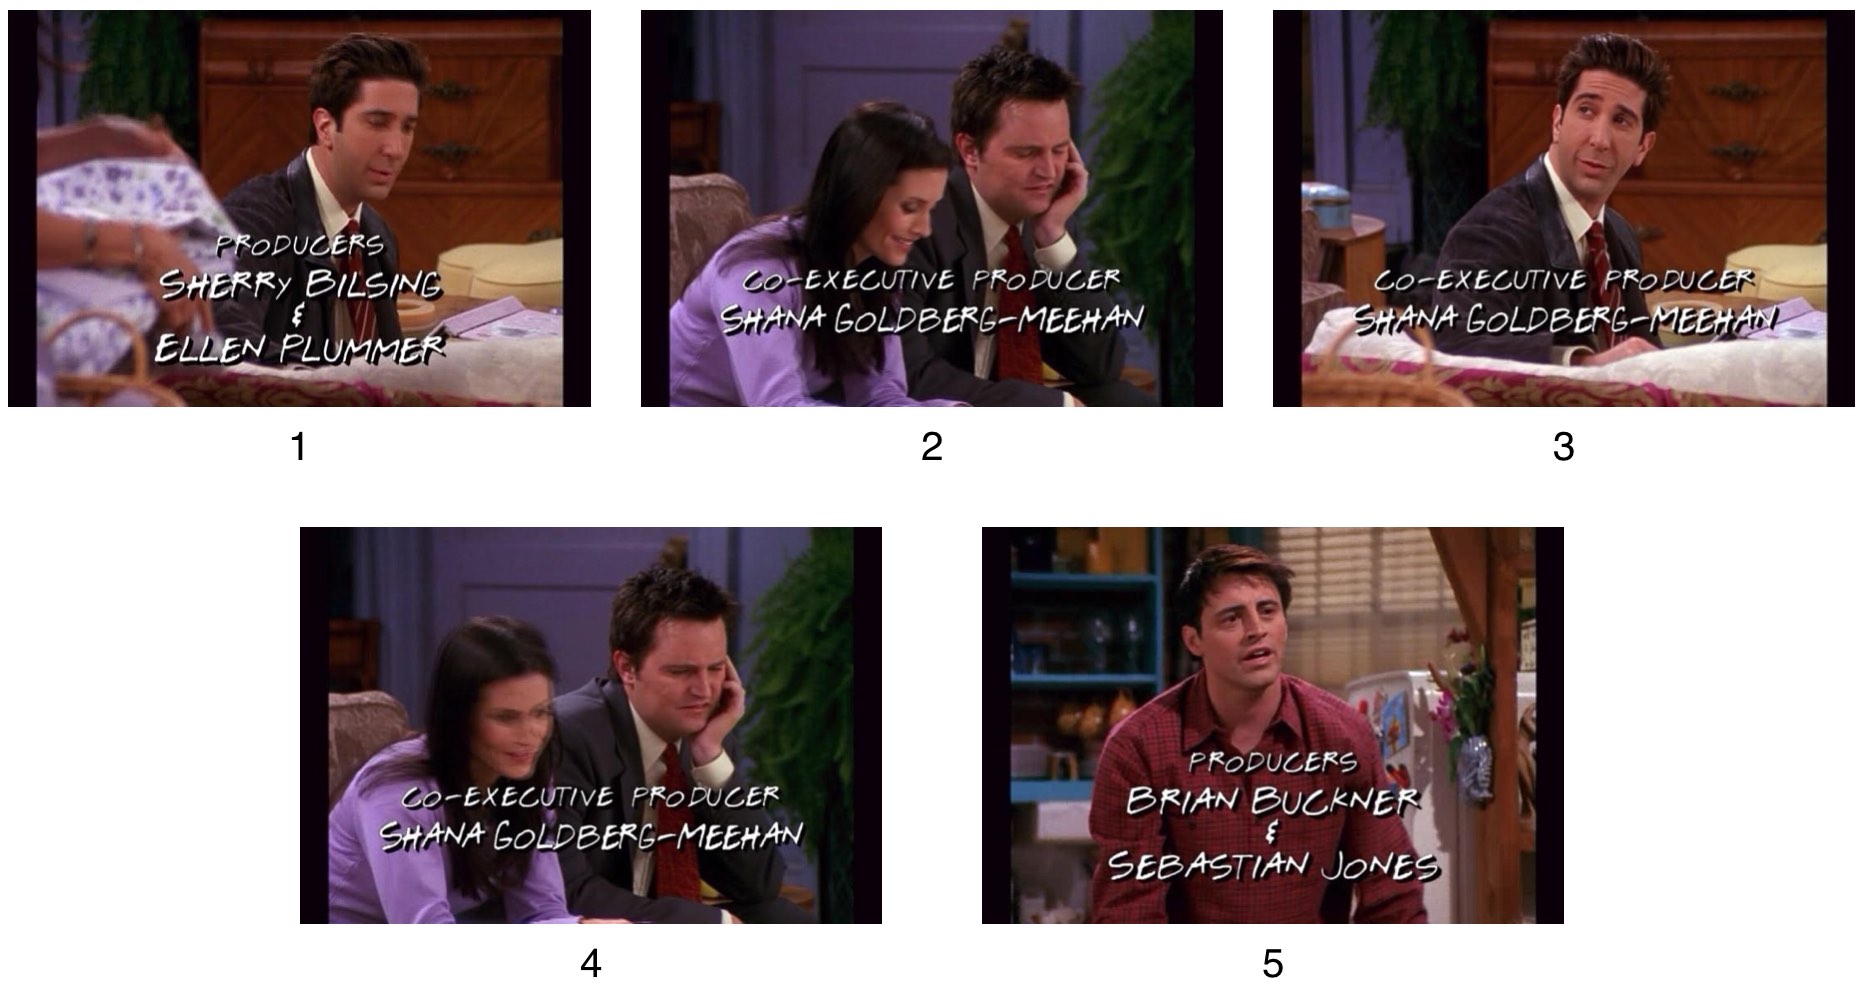 PRODUCERS
SHERRY BILSING
&
ELLEN PLUMMER
1
CO-EXECUTIVE PRODUCER
SHANA GOLDBERG-MEEHAN
2
CO-EXECUTIVE PRODUCER
SHANA GOLDBERG-MEEHAN
3
CO-EXECUTIVE PRODUCER
SHANA GOLDBERG-MEEHAN
4
PRODUCERS
BRIAN BUCKNER
&
SEBASTIAN JONES
5